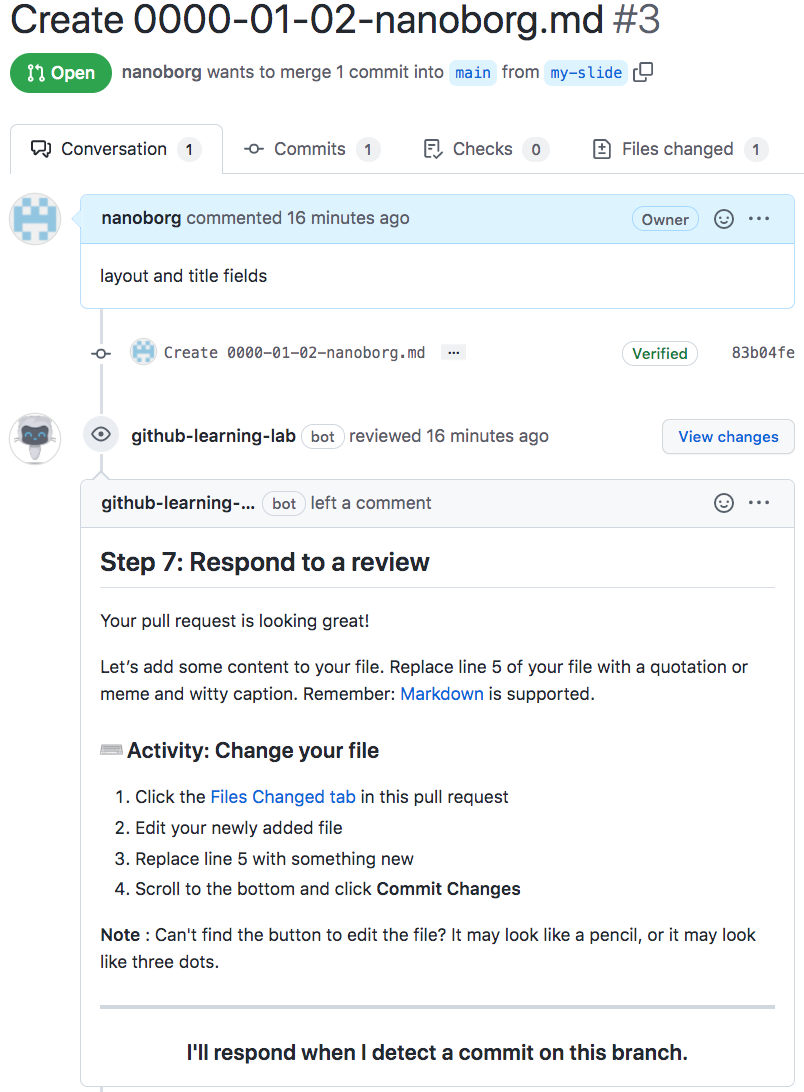 Create 0000-01-02-nanoborg.md #3
Open nanoborg wants to merge 1 commit into main from my-slide
Conversation 1 Commits 1 Checks 0 Files changed 1
nanoborg commented 16 minutes ago Owner ...
layout and title fields
Create 0000-01-02-nanoborg.md ... Verified 83b04fe
github-learning-lab bot reviewed 16 minutes ago View changes
github-learning-... bot left a comment ...
Step 7: Respond to a review
Your pull request is looking great!
Let’s add some content to your file. Replace line 5 of your file with a quotation or
meme and witty caption. Remember: Markdown is supported.
Activity: Change your file
1. Click the Files Changed tab in this pull request
2. Edit your newly added file
3. Replace line 5 with something new
4. Scroll to the bottom and click Commit Changes
Note : Can't find the button to edit the file? It may look like a pencil, or it may look
like three dots.
I'll respond when I detect a commit on this branch.